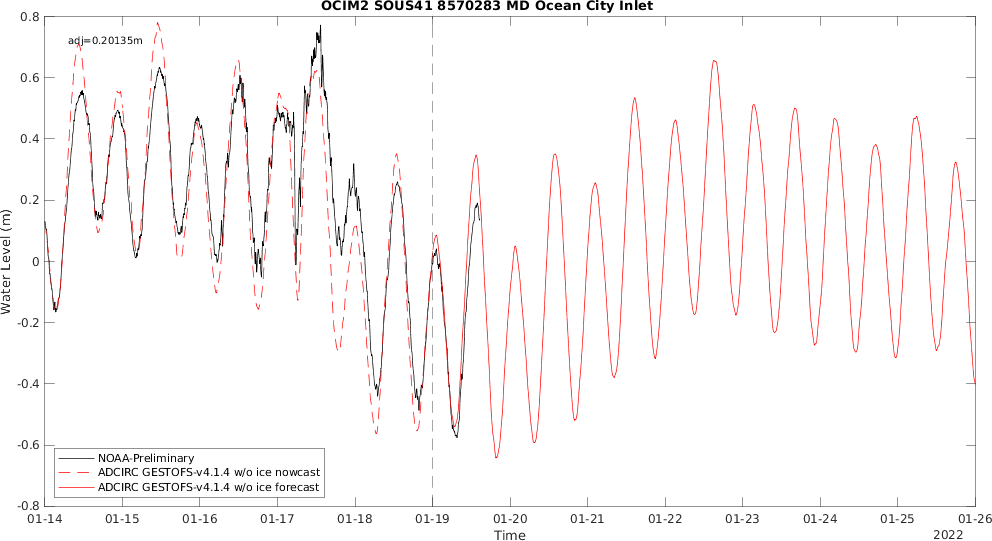 OCIM2 SOUS41 8570283 MD Ocean City Inlet
adj=0.20135m
0.8
0.6
0.4
0.2
0
-0.2
-0.4
-0.6
-0.8
Water Level (m)
NOAA-Preliminary
ADCIRC GESTOFS-v4.1.4 w/o ice nowcast
ADCIRC GESTOFS-v4.1.4 w/o ice forecast
01-14 01-15 01-16 01-17 01-18 01-19 01-20 01-21 01-22 01-23 01-24 01-25 01-26
Time
2022